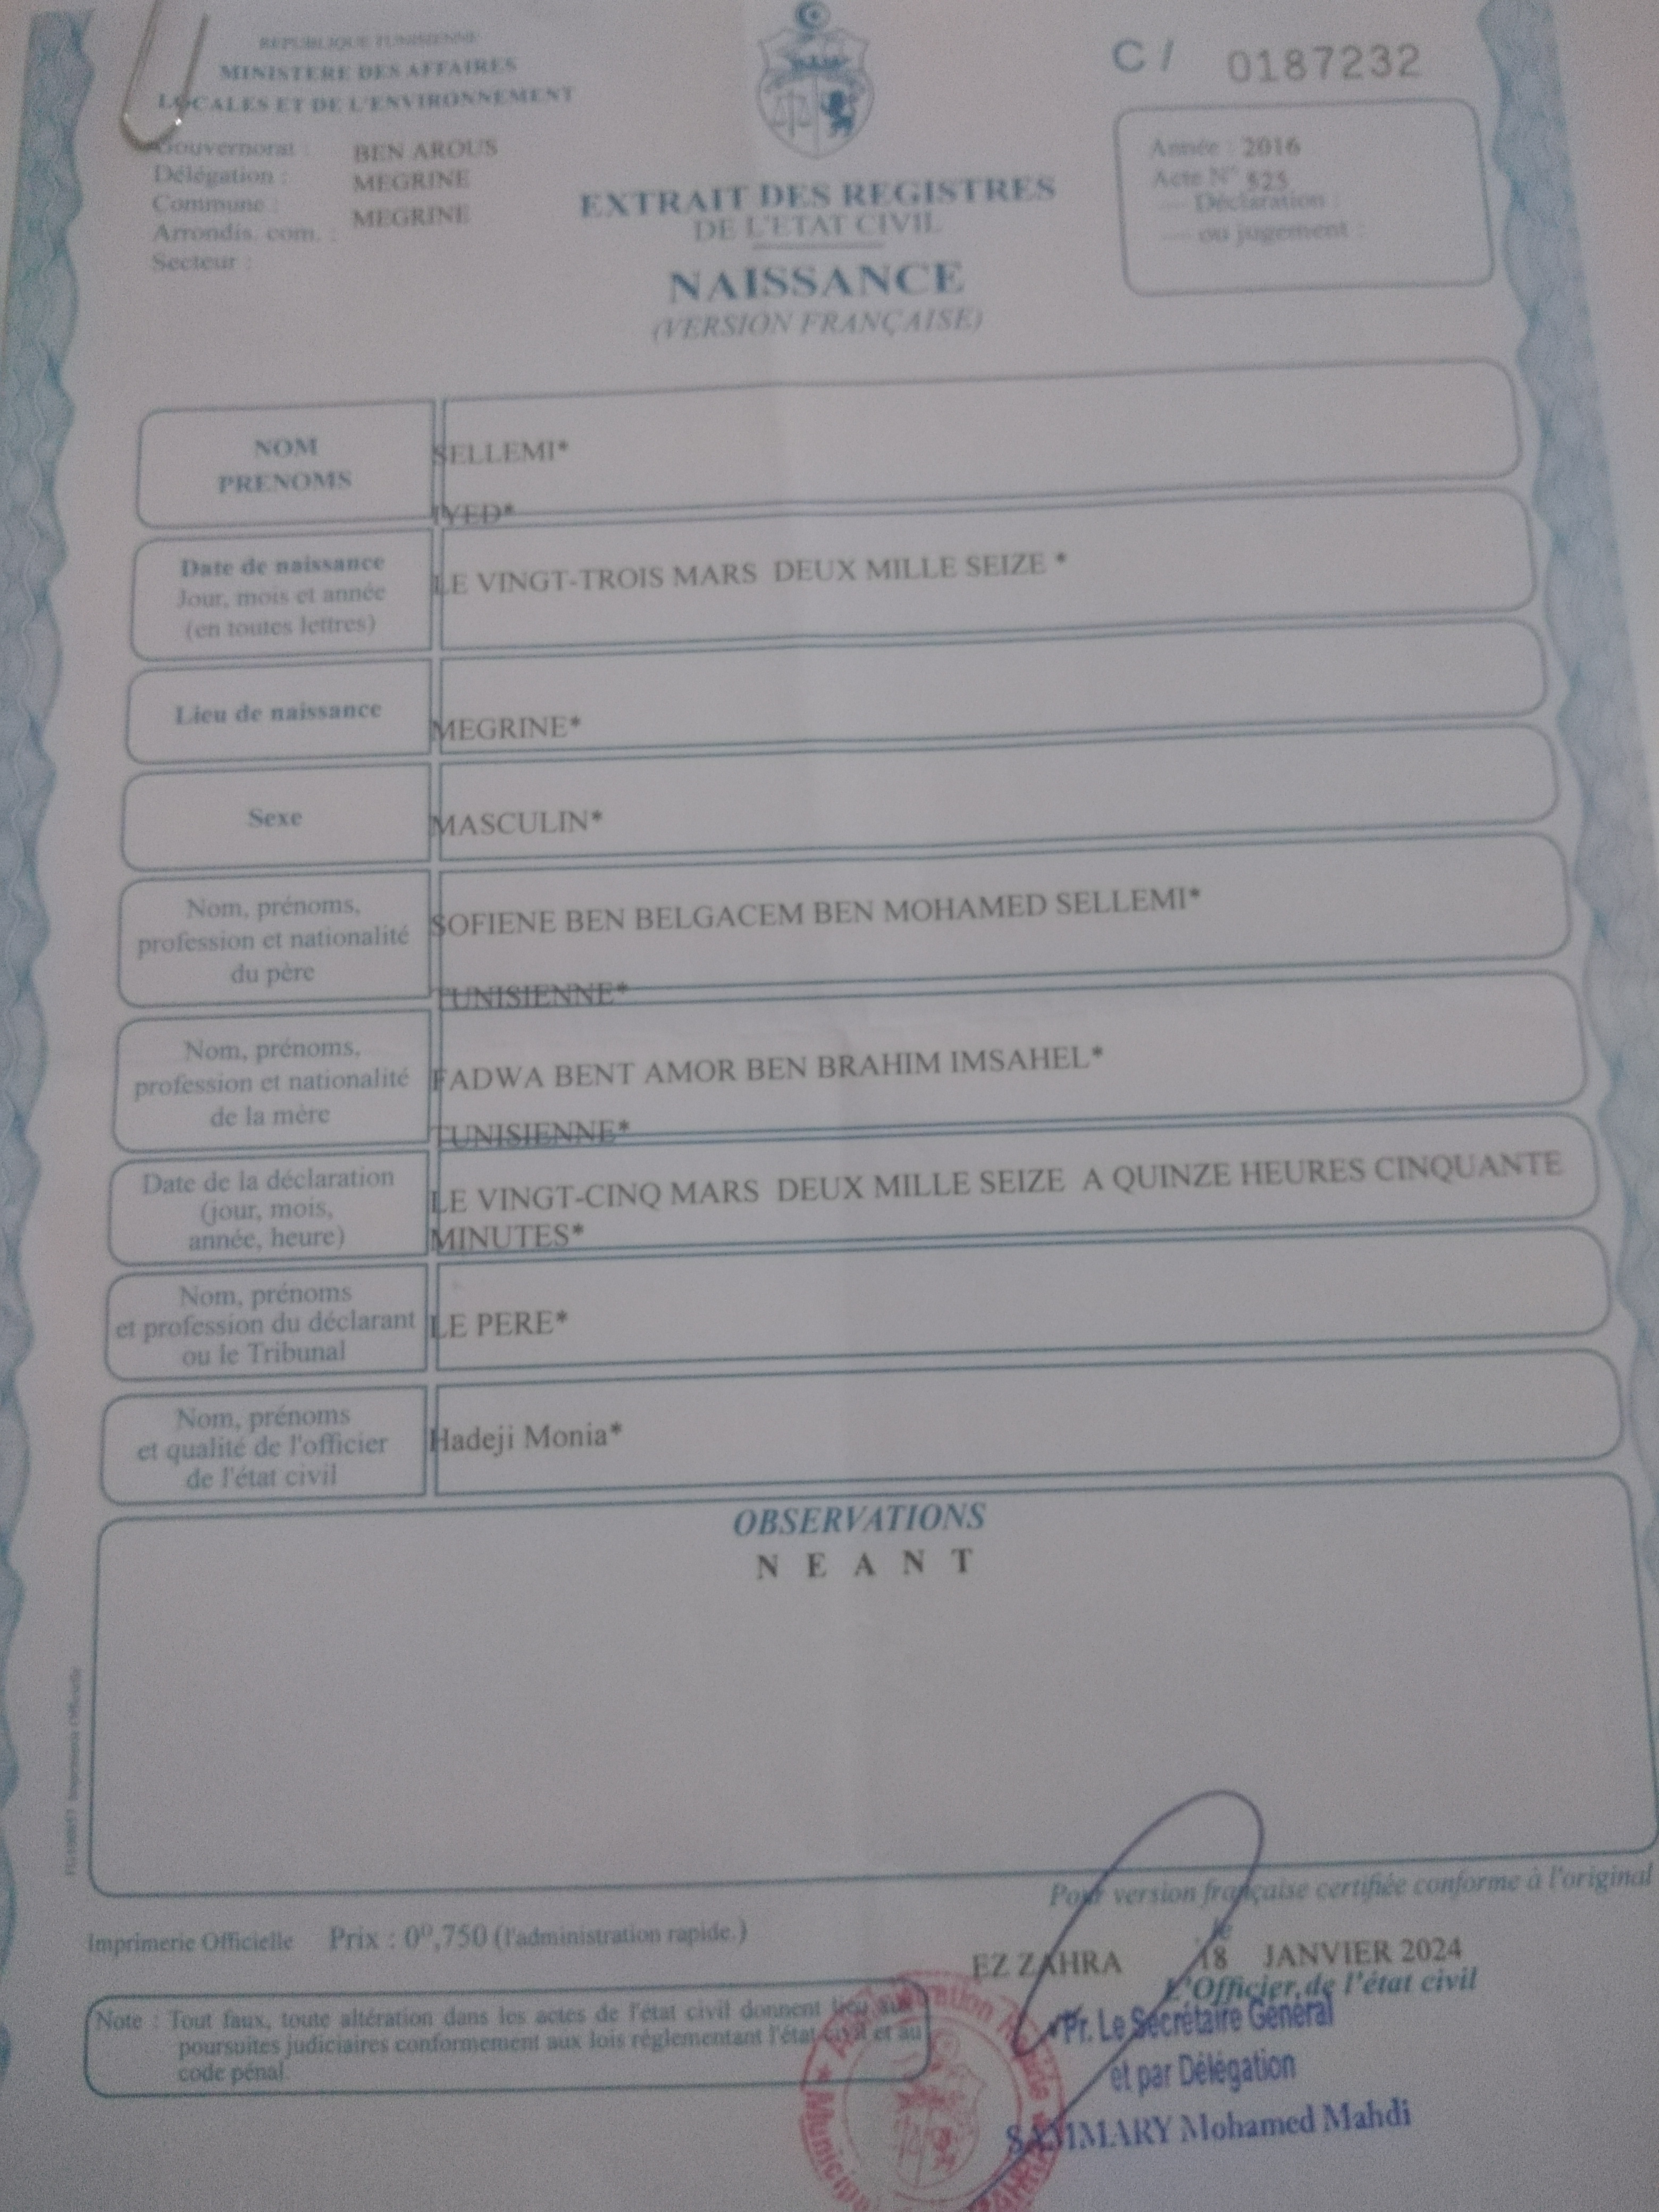 REPUBLIQUE TUNISIENNE
MINISTERE DES AFFAIRES
LOCALES ET DE L'ENVIRONNEMENT
Gouvernorat : BEN AROUS
Délégation : MEGRINE
Commune : MEGRINE
Arrondis. com. :
Secteur :
EXTRAIT DES REGISTRES
DE L'ETAT CIVIL
NAISSANCE
(VERSION FRANÇAISE)
C / 0187232
Année : 2016
Acte N° 525
— Déclaration :
— ou jugement :
NOM
PRENOMS
SELLEMI*
IYED*
Date de naissance
Jour, mois et année
(en toutes lettres)
LE VINGT-TROIS MARS DEUX MILLE SEIZE *
Lieu de naissance
MEGRINE*
Sexe
MASCULIN*
Nom, prénoms,
profession et nationalité
du père
SOFIENE BEN BELGACEM BEN MOHAMED SELLEMI*
TUNISIENNE*
Nom, prénoms,
profession et nationalité
de la mère
FADWA BENT AMOR BEN BRAHIM IMSAHEL*
TUNISIENNE*
Date de la déclaration
(jour, mois,
année, heure)
LE VINGT-CINQ MARS DEUX MILLE SEIZE A QUINZE HEURES CINQUANTE
MINUTES*
Nom, prénoms
et profession du déclarant
ou le Tribunal
LE PERE*
Nom, prénoms
et qualité de l'officier
de l'état civil
Hadeji Monia*
OBSERVATIONS
N E A N T
Imprimerie Officielle
Pour version française certifiée conforme à l'original
Imprimerie Officielle Prix : 0D,750 (l'administration rapide.)
le
EZ ZAHRA 18 JANVIER 2024
L'Officier de l'état civil
Pr. Le Secrétaire Général
et par Délégation
SAMMARY Mohamed Mahdi
Note : Tout faux, toute altération dans les actes de l'état civil donnent lieu aux
poursuites judiciaires conformement aux lois réglementant l'état civil et au
code pénal.